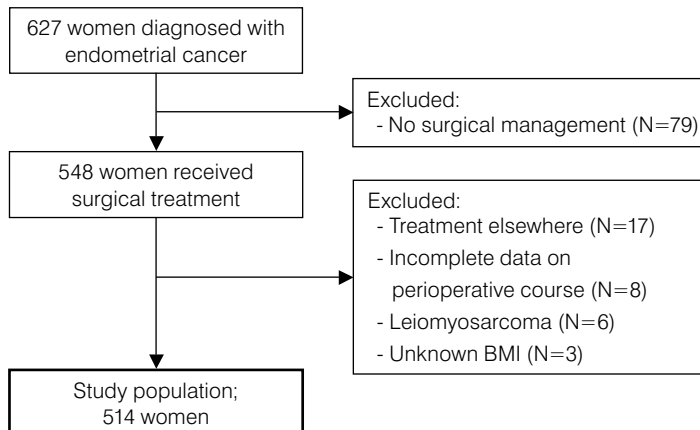 627 women diagnosed with
endometrial cancer
Excluded:
- No surgical management (N=79)
548 women received
surgical treatment
Excluded:
- Treatment elsewhere (N=17)
- Incomplete data on
perioperative course (N=8)
- Leiomyosarcoma (N=6)
- Unknown BMI (N=3)
Study population;
514 women